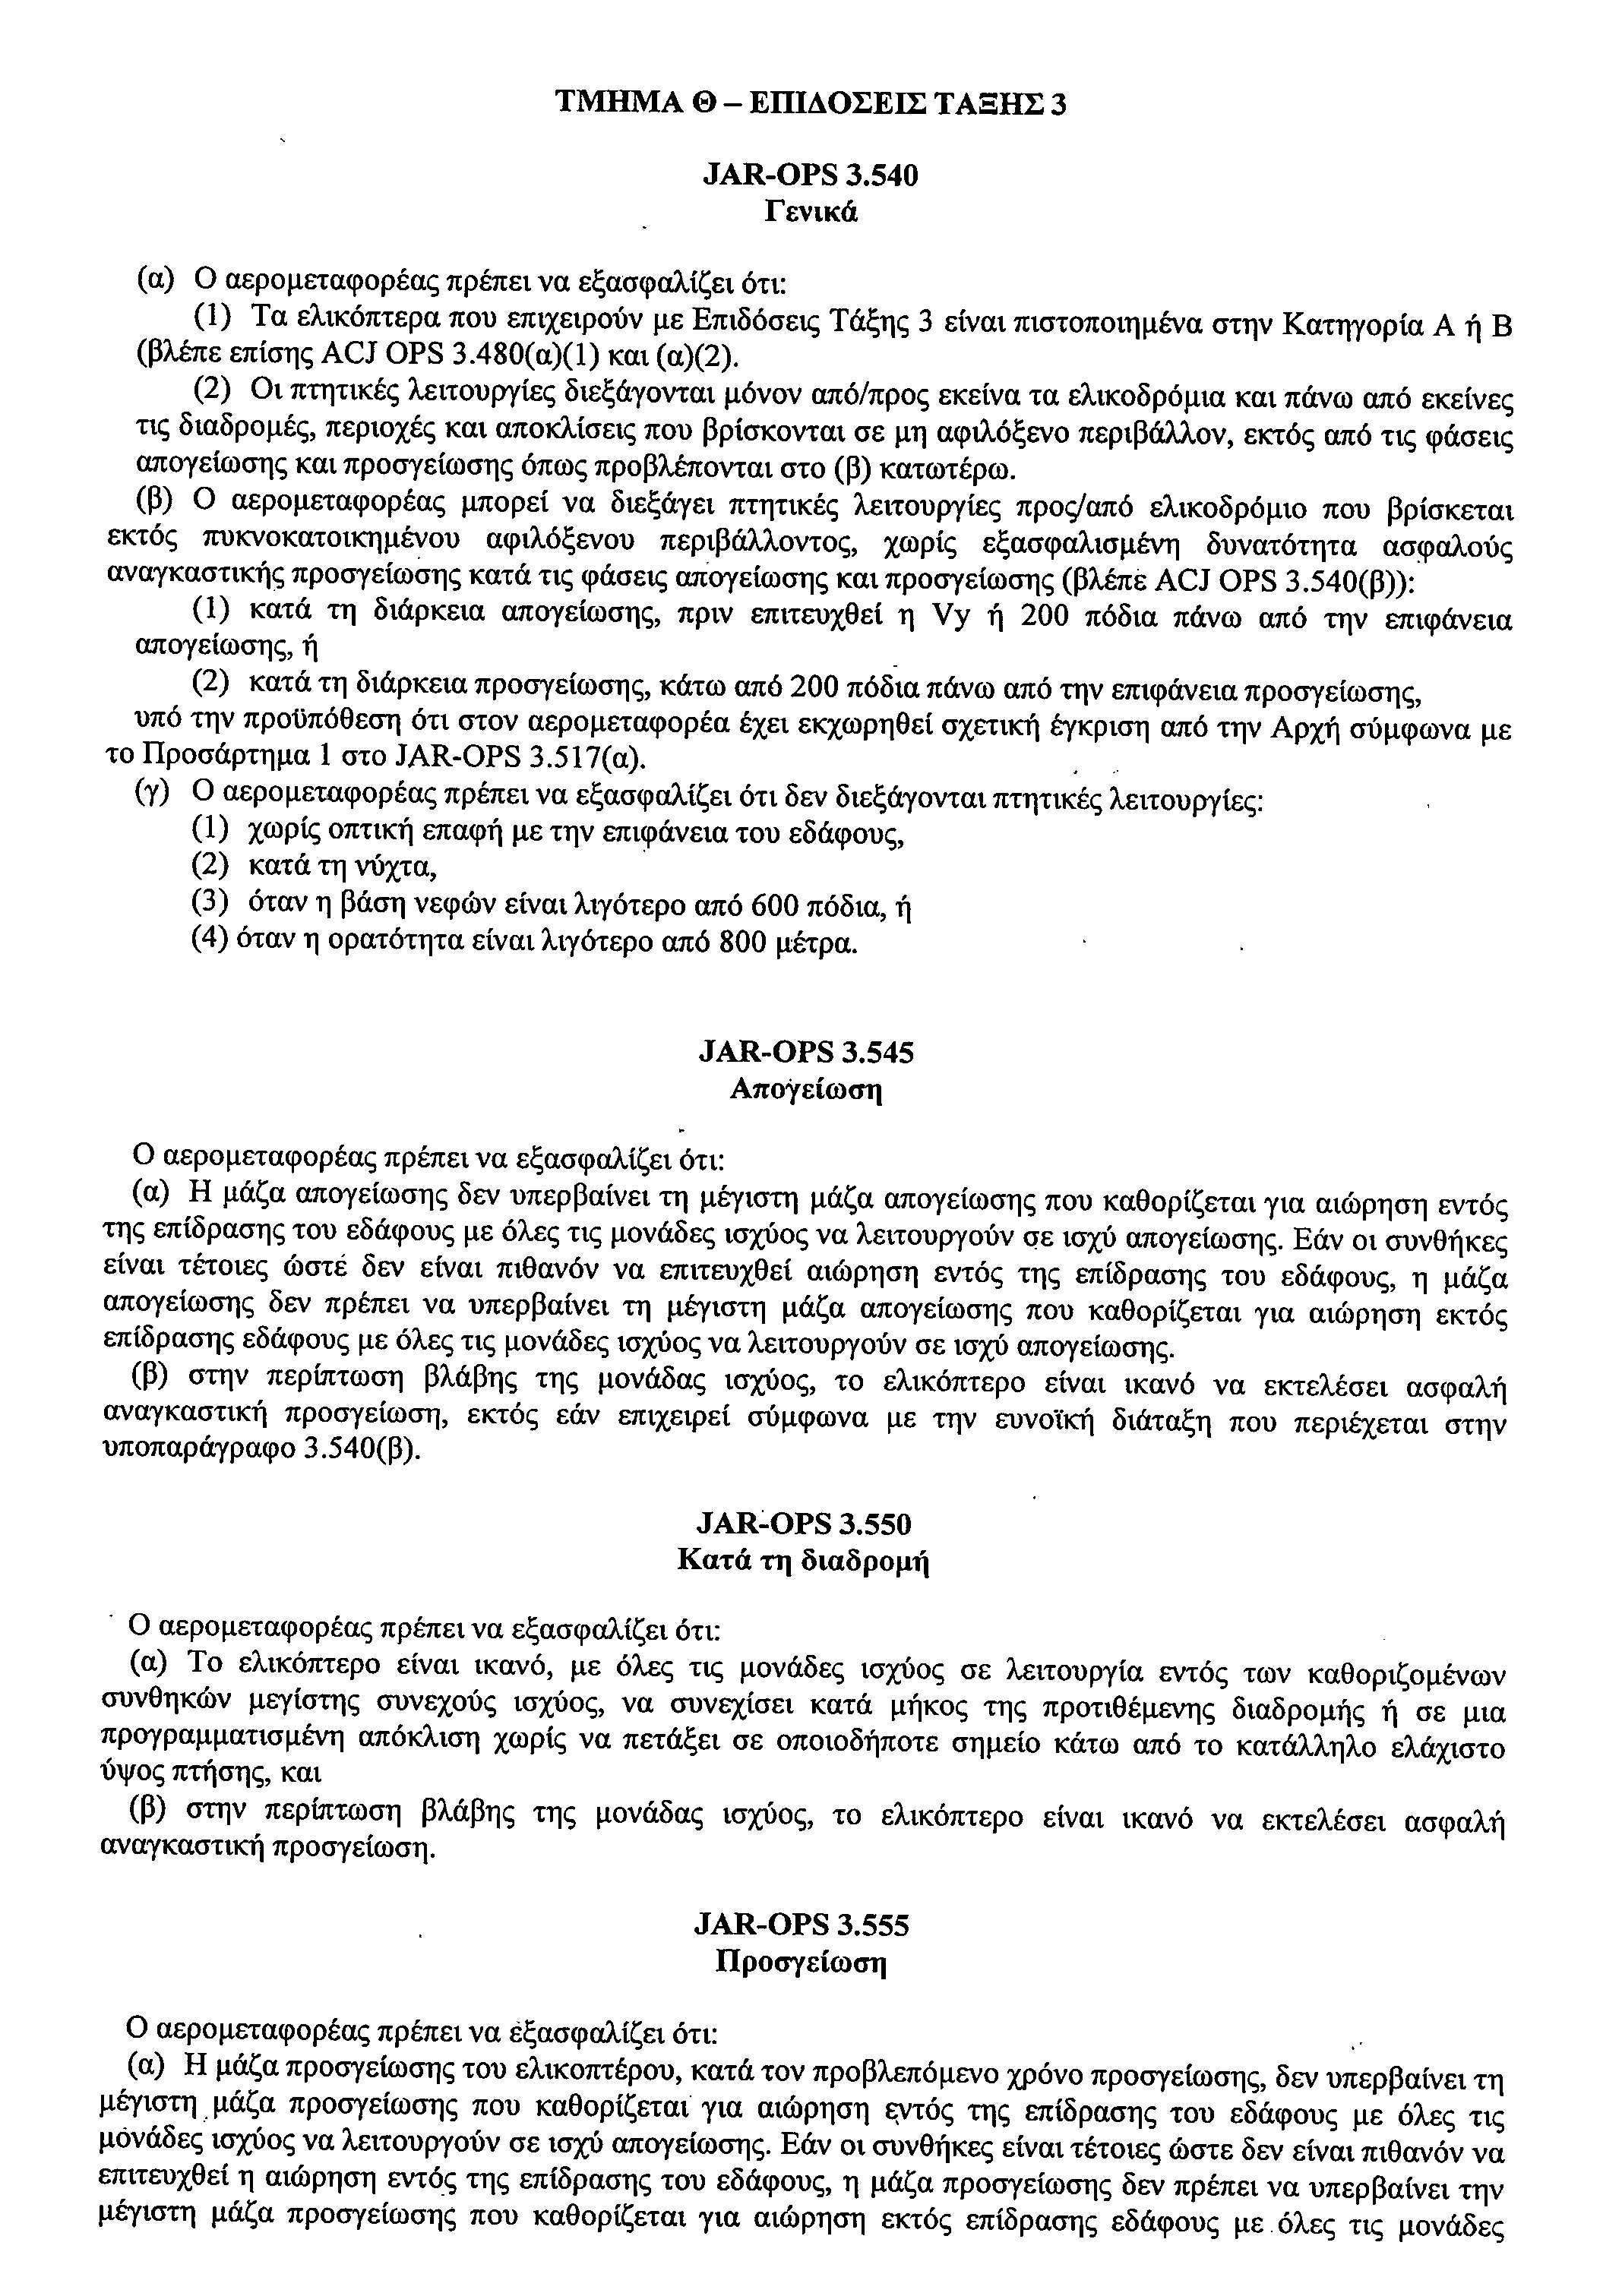 ΤΜΗΜΑ Θ – ΕΠΙΔΟΣΕΙΣ ΤΑΞΗΣ 3
JAR-OPS 3.540
Γενικά
(α) Ο αερομεταφορέας πρέπει να εξασφαλίζει ότι:
(1) Τα ελικόπτερα που επιχειρούν με Επιδόσεις Τάξης 3 είναι πιστοποιημένα στην Κατηγορία Α ή Β
(βλέπε επίσης ACJ OPS 3.480(α)(1) και (α)(2).
(2) Οι πτητικές λειτουργίες διεξάγονται μόνον από/προς εκείνα τα ελικοδρόμια και πάνω από εκείνες
τις διαδρομές, περιοχές και αποκλίσεις που βρίσκονται σε μη αφιλόξενο περιβάλλον, εκτός από τις φάσεις
απογείωσης και προσγείωσης όπως προβλέπονται στο (β) κατωτέρω.
(β) Ο αερομεταφορέας μπορεί να διεξάγει πτητικές λειτουργίες προς/από ελικοδρόμιο που βρίσκεται
εκτός πυκνοκατοικημένου αφιλόξενου περιβάλλοντος, χωρίς εξασφαλισμένη δυνατότητα ασφαλούς
αναγκαστικής προσγείωσης κατά τις φάσεις απογείωσης και προσγείωσης (βλέπε ACJ OPS 3.540(β)):
(1) κατά τη διάρκεια απογείωσης, πριν επιτευχθεί η Vy ή 200 πόδια πάνω από την επιφάνεια
απογείωσης, ή
(2) κατά τη διάρκεια προσγείωσης, κάτω από 200 πόδια πάνω από την επιφάνεια προσγείωσης,
υπό την προϋπόθεση ότι στον αερομεταφορέα έχει εκχωρηθεί σχετική έγκριση από την Αρχή σύμφωνα με
το Προσάρτημα 1 στο JAR-OPS 3.517(α).
(γ) Ο αερομεταφορέας πρέπει να εξασφαλίζει ότι δεν διεξάγονται πτητικές λειτουργίες:
(1) χωρίς οπτική επαφή με την επιφάνεια του εδάφους,
(2) κατά τη νύχτα,
(3) όταν η βάση νεφών είναι λιγότερο από 600 πόδια, ή
(4) όταν η ορατότητα είναι λιγότερο από 800 μέτρα.
JAR-OPS 3.545
Απογείωση
Ο αερομεταφορέας πρέπει να εξασφαλίζει ότι:
(α) Η μάζα απογείωσης δεν υπερβαίνει τη μέγιστη μάζα απογείωσης που καθορίζεται για αιώρηση εντός
της επίδρασης του εδάφους με όλες τις μονάδες ισχύος να λειτουργούν σε ισχύ απογείωσης. Εάν οι συνθήκες
είναι τέτοιες ώστε δεν είναι πιθανόν να επιτευχθεί αιώρηση εντός της επίδρασης του εδάφους, η μάζα
απογείωσης δεν πρέπει να υπερβαίνει τη μέγιστη μάζα απογείωσης που καθορίζεται για αιώρηση εκτός
επίδρασης εδάφους με όλες τις μονάδες ισχύος να λειτουργούν σε ισχύ απογείωσης.
(β) στην περίπτωση βλάβης της μονάδας ισχύος, το ελικόπτερο είναι ικανό να εκτελέσει ασφαλή
αναγκαστική προσγείωση, εκτός εάν επιχειρεί σύμφωνα με την ευνοϊκή διάταξη που περιέχεται στην
υποπαράγραφο 3.540(β).
JAR-OPS 3.550
Κατά τη διαδρομή
Ο αερομεταφορέας πρέπει να εξασφαλίζει ότι:
(α) Το ελικόπτερο είναι ικανό, με όλες τις μονάδες ισχύος σε λειτουργία εντός των καθοριζομένων
συνθηκών μεγίστης συνεχούς ισχύος, να συνεχίσει κατά μήκος της προτιθέμενης διαδρομής ή σε μια
προγραμματισμένη απόκλιση χωρίς να πετάξει σε οποιοδήποτε σημείο κάτω από το κατάλληλο ελάχιστο
ύψος πτήσης, και
(β) στην περίπτωση βλάβης της μονάδας ισχύος, το ελικόπτερο είναι ικανό να εκτελέσει ασφαλή
αναγκαστική προσγείωση.
JAR-OPS 3.555
Προσγείωση
Ο αερομεταφορέας πρέπει να εξασφαλίζει ότι:
(α) Η μάζα προσγείωσης του ελικοπτέρου, κατά τον προβλεπόμενο χρόνο προσγείωσης, δεν υπερβαίνει τη
μέγιστη μάζα προσγείωσης που καθορίζεται για αιώρηση εντός της επίδρασης του εδάφους με όλες τις
μονάδες ισχύος να λειτουργούν σε ισχύ απογείωσης. Εάν οι συνθήκες είναι τέτοιες ώστε δεν είναι πιθανόν να
επιτευχθεί η αιώρηση εντός της επίδρασης του εδάφους, η μάζα προσγείωσης δεν πρέπει να υπερβαίνει την
μέγιστη μάζα προσγείωσης που καθορίζεται για αιώρηση εκτός επίδρασης εδάφους με όλες τις μονάδες